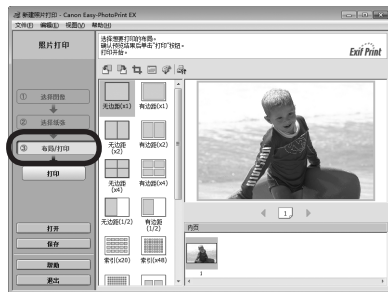 新建照片打印 - Canon Easy-PhotoPrint EX
文件(F) 编辑(E) 视图(V) 帮助(H)
照片打印
① 选择图像
② 选择纸张
③ 布局/打印
打印
打开
保存
帮助
退出
选择想要打印的布局。
确认预览结果后单击“打印”按钮。
打印开始。
Exif Print
无边距(x1) 有边距(x1)
无边距(x2) 有边距(x2)
无边距(x4) 有边距(x4)
无边距(1/2) 有边距(1/2)
索引(x20) 索引(x48)
1
内页
1